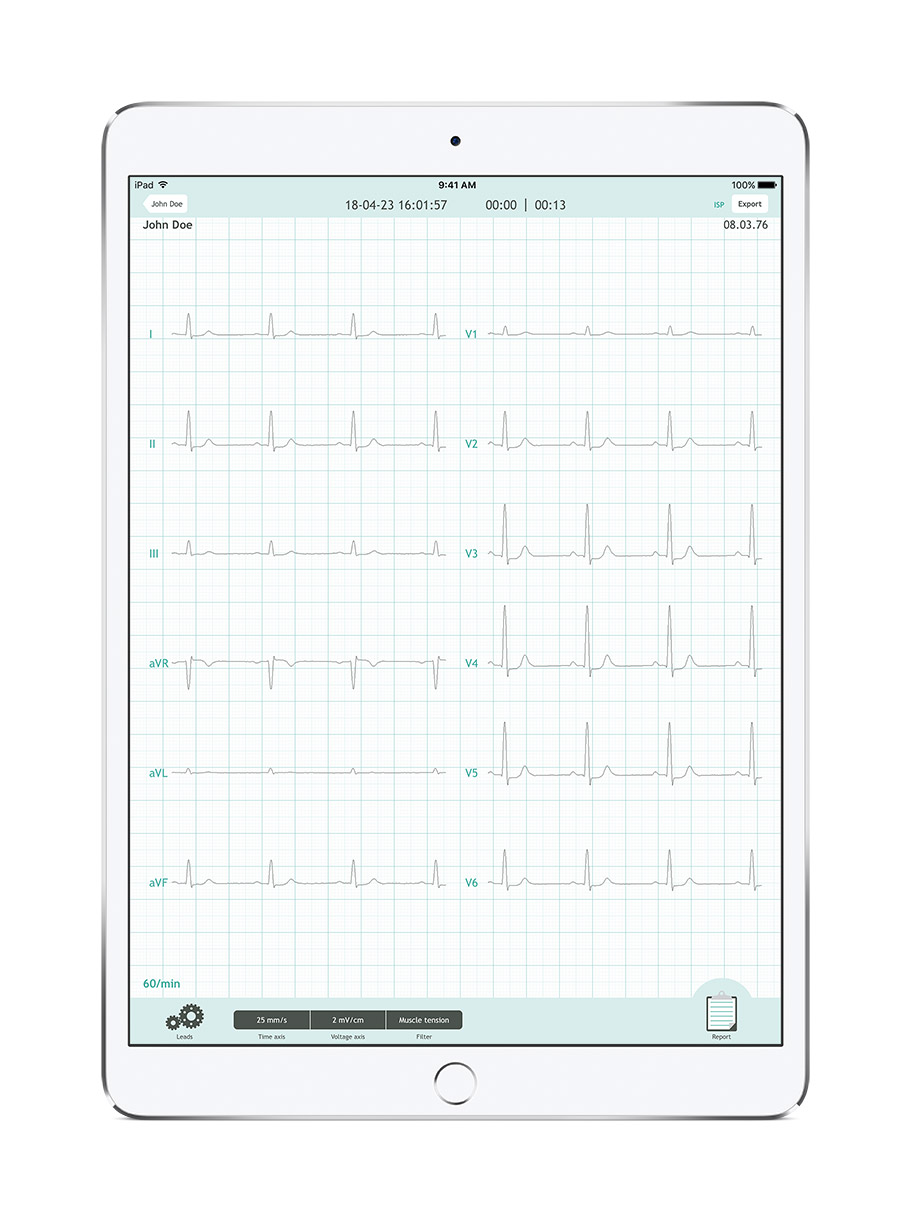 iPad 9:41 AM 100%
John Doe 18-04-23 16:01:57 00:00 | 00:13 ISP Export
John Doe 08.03.76
I V1
II V2
III V3
aVR V4
aVL V5
aVF V6
60/min
25 mm/s 2 mV/cm Muscle tension
Leads Time axis Voltage axis Filter Report